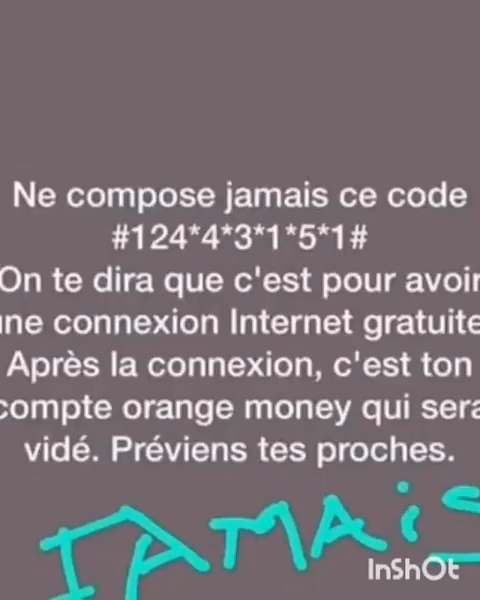 Ne compose jamais ce code
#124*4*3*1*5*1#
On te dira que c'est pour avoir
une connexion Internet gratuite
Après la connexion, c'est ton
compte orange money qui sera
vidé. Préviens tes proches.
JAMAiS
InShOt